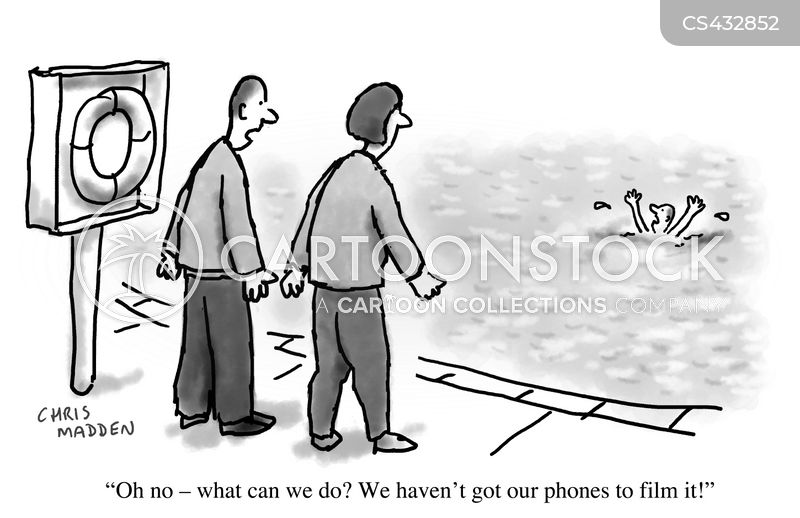 CS432852
CARTOONSTOCK
A CARTOON COLLECTIONS COMPANY
CHRIS
MADDEN
“Oh no – what can we do? We haven’t got our phones to film it!”